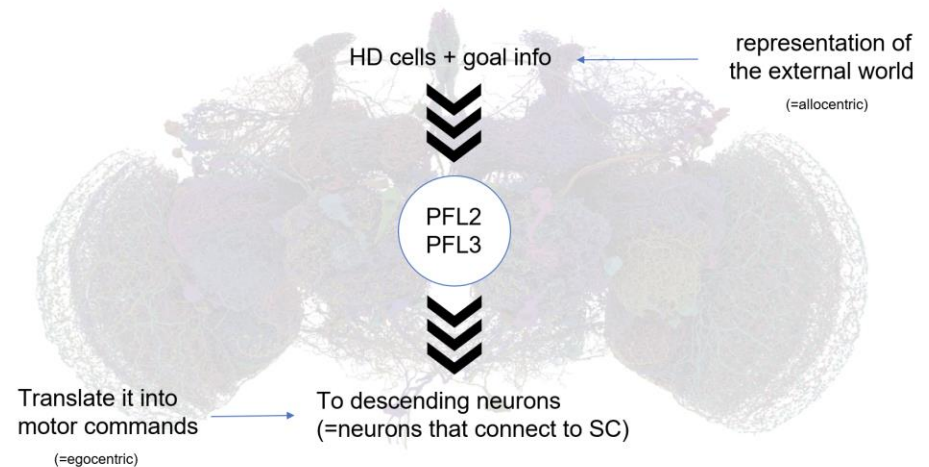 HD cells + goal info
representation of
the external world
(=allocentric)
PFL2
PFL3
Translate it into
motor commands
(=egocentric)
To descending neurons
(=neurons that connect to SC)